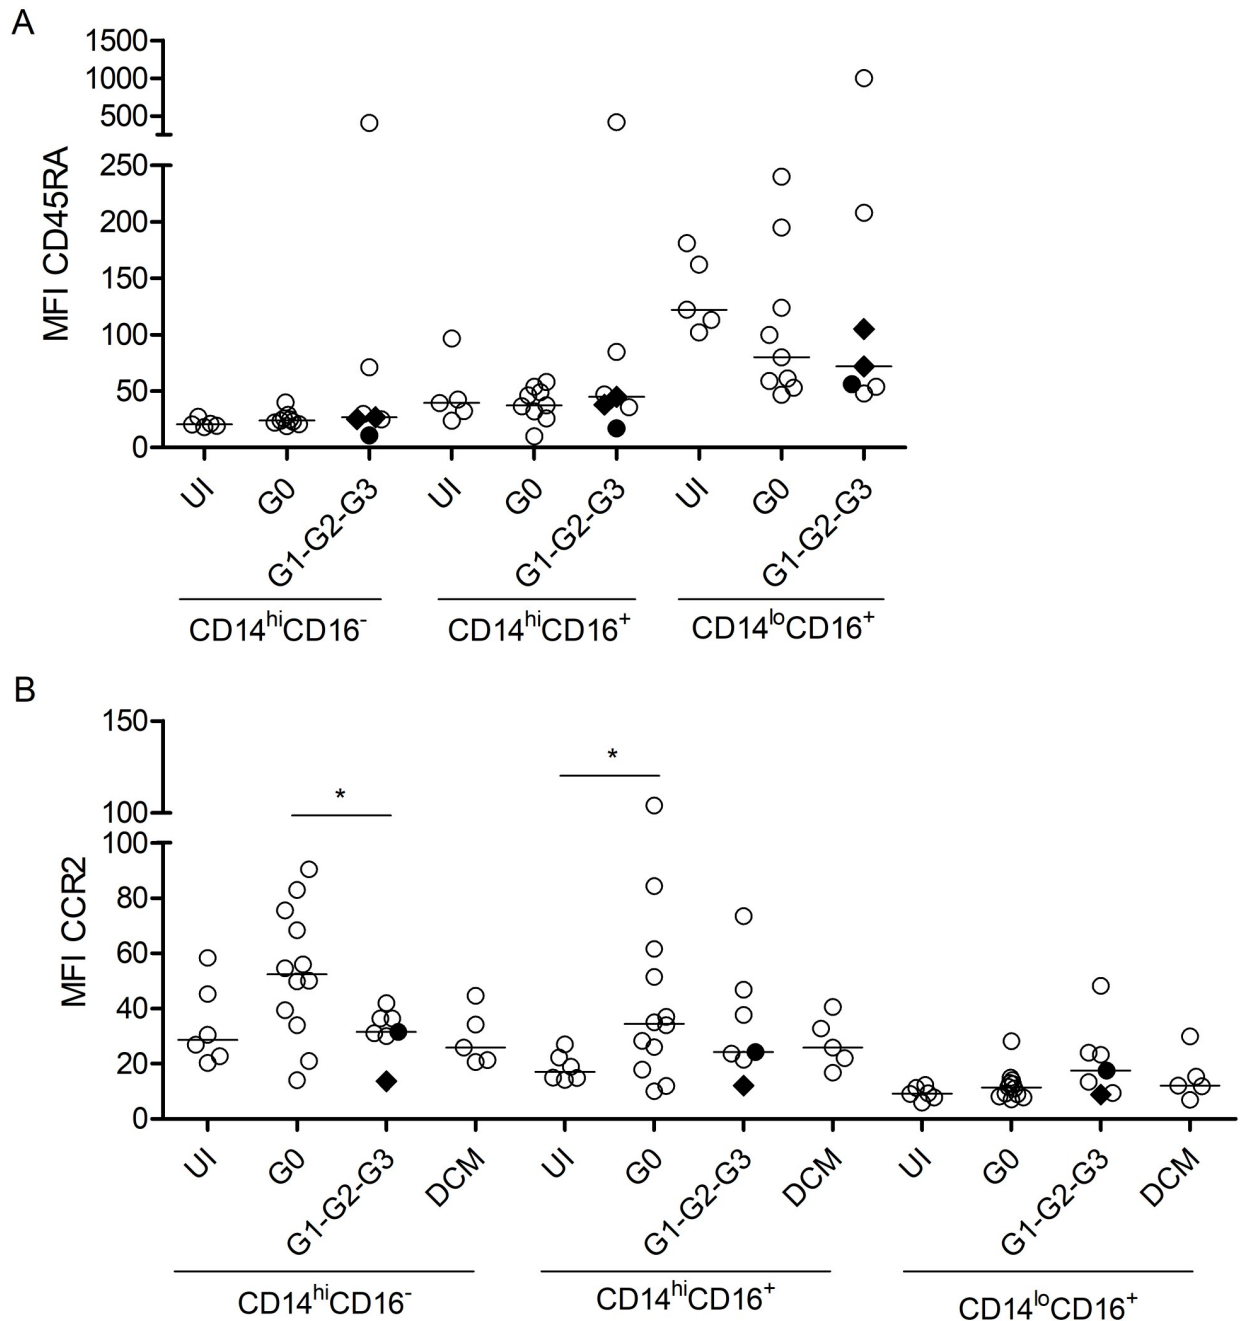 A
1500
1000
500
250
200
150
100
50
0
MFI CD45RA
UI G0 G1-G2-G3 UI G0 G1-G2-G3 UI G0 G1-G2-G3
CD14hiCD16- CD14hiCD16+ CD14loCD16+
B
150
100
100
80
60
40
20
0
MFI CCR2
* *
UI G0 G1-G2-G3 DCM UI G0 G1-G2-G3 DCM UI G0 G1-G2-G3 DCM
CD14hiCD16- CD14hiCD16+ CD14loCD16+